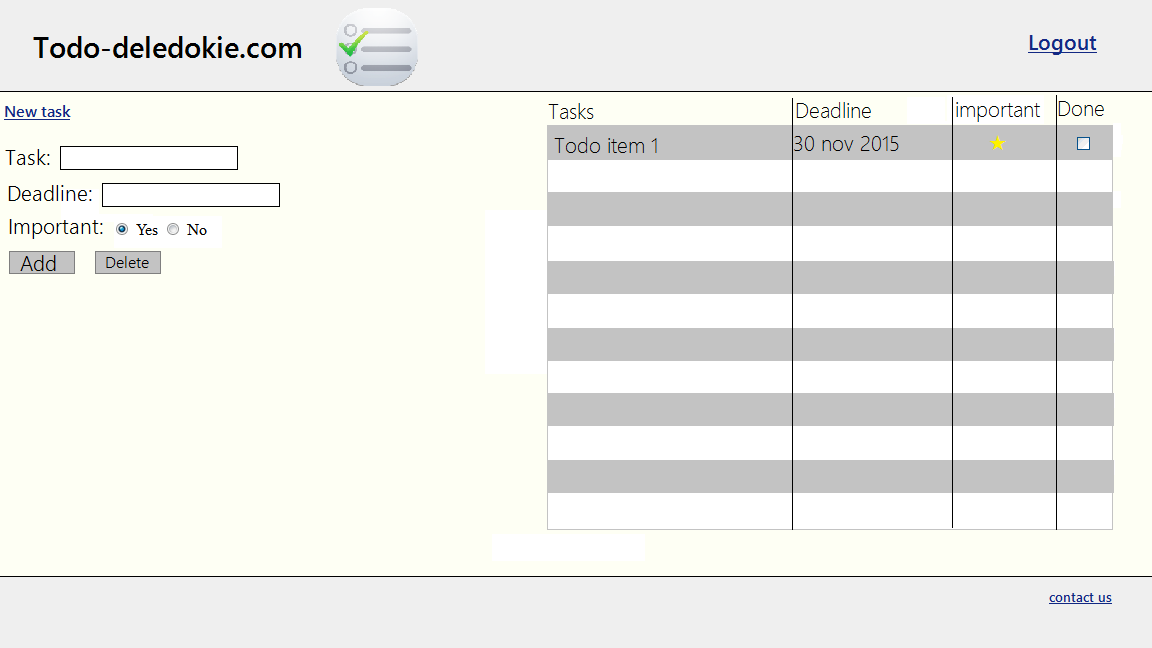 Todo-deledokie.com
Logout
New task
Task:
Deadline:
Important: Yes No
Add Delete
Tasks Deadline important Done
Todo item 1 30 nov 2015
contact us